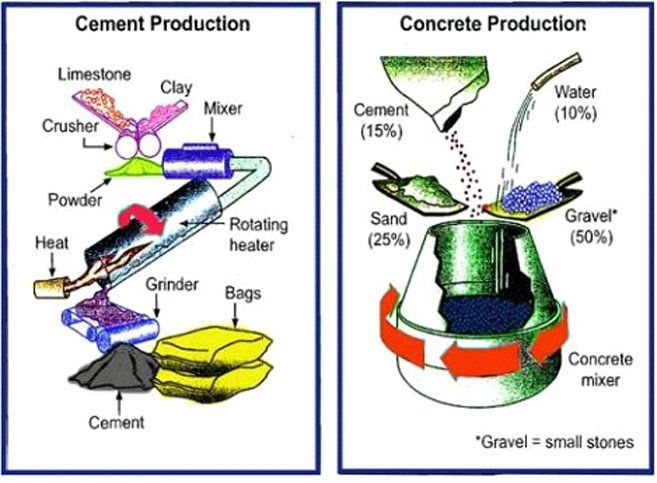 Cement Production
Limestone
Clay
Mixer
Crusher
Powder
Rotating
heater
Heat
Grinder
Bags
Cement
Concrete Production
Cement
(15%)
Water
(10%)
Sand
(25%)
Gravel*
(50%)
Concrete
mixer
*Gravel = small stones